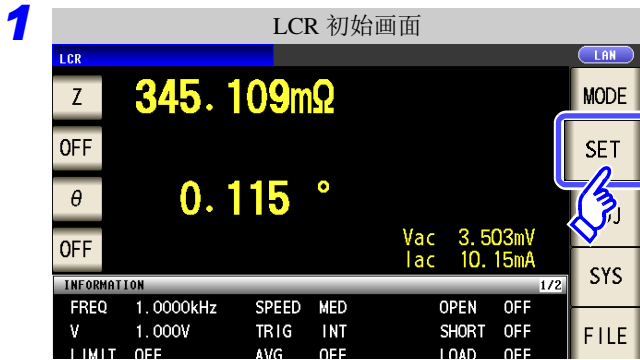 1
LCR 初始画面
LCR
LAN
Z
345.109mΩ
MODE
OFF
SET
θ
0.115 °
OFF
Vac 3.503mV
Iac 10.15mA
SYS
INFORMATION
1/2
FREQ 1.0000kHz SPEED MED OPEN OFF
V 1.000V TRIG INT SHORT OFF
FILE
LIMIT OFF AVG OFF LOAD OFF